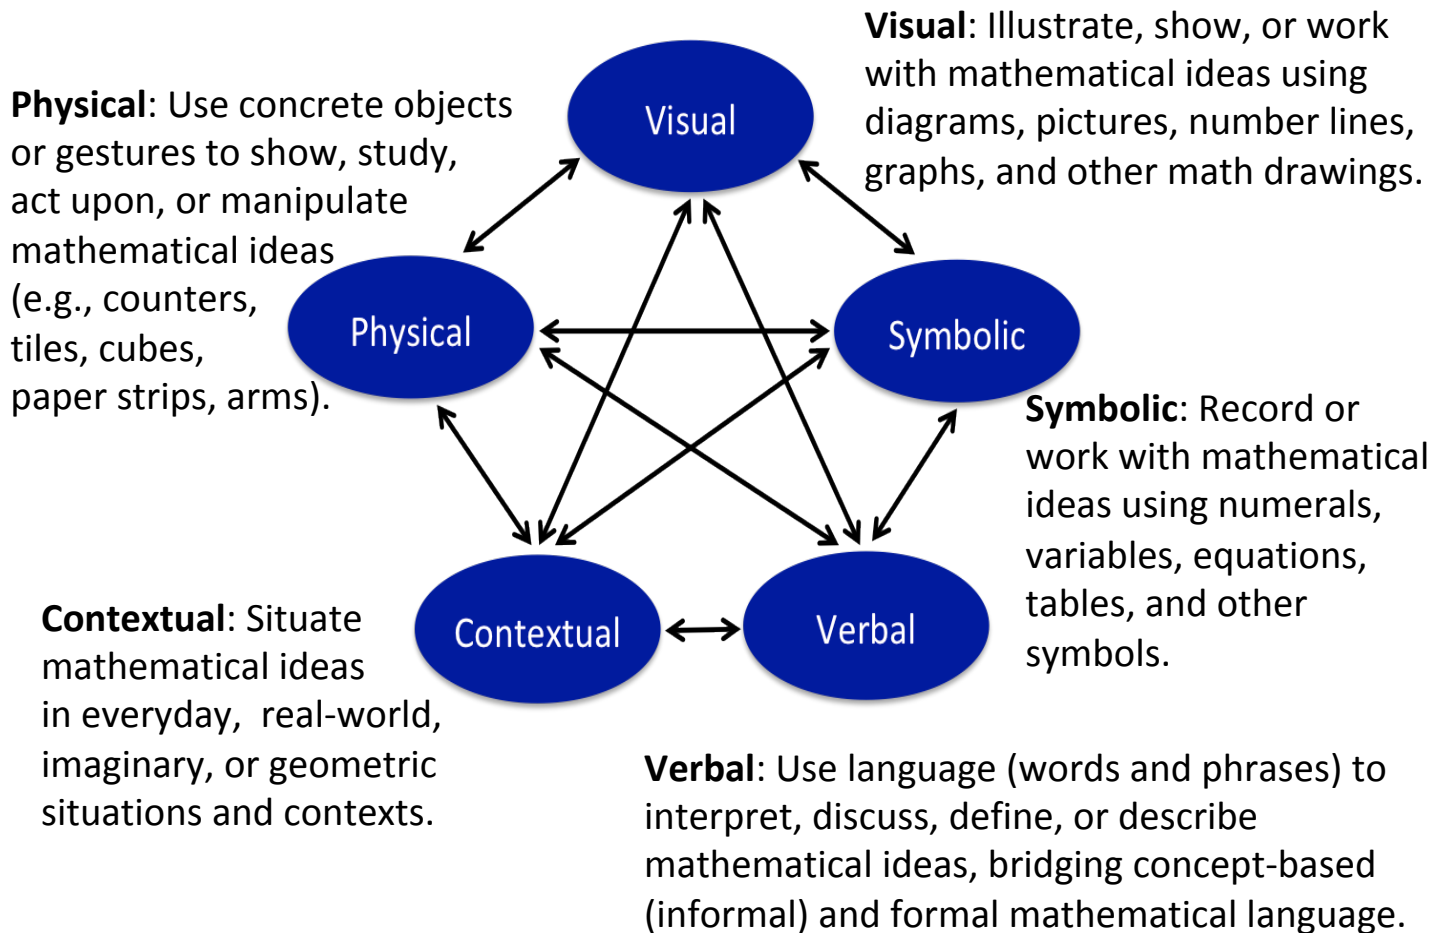 Visual: Illustrate, show, or work
with mathematical ideas using
diagrams, pictures, number lines,
graphs, and other math drawings.
Physical: Use concrete objects
or gestures to show, study,
act upon, or manipulate
mathematical ideas
(e.g., counters,
tiles, cubes,
paper strips, arms).
Visual
Physical
Symbolic
Symbolic: Record or
work with mathematical
ideas using numerals,
variables, equations,
tables, and other
symbols.
Contextual
Verbal
Contextual: Situate
mathematical ideas
in everyday, real-world,
imaginary, or geometric
situations and contexts.
Verbal: Use language (words and phrases) to
interpret, discuss, define, or describe
mathematical ideas, bridging concept-based
(informal) and formal mathematical language.